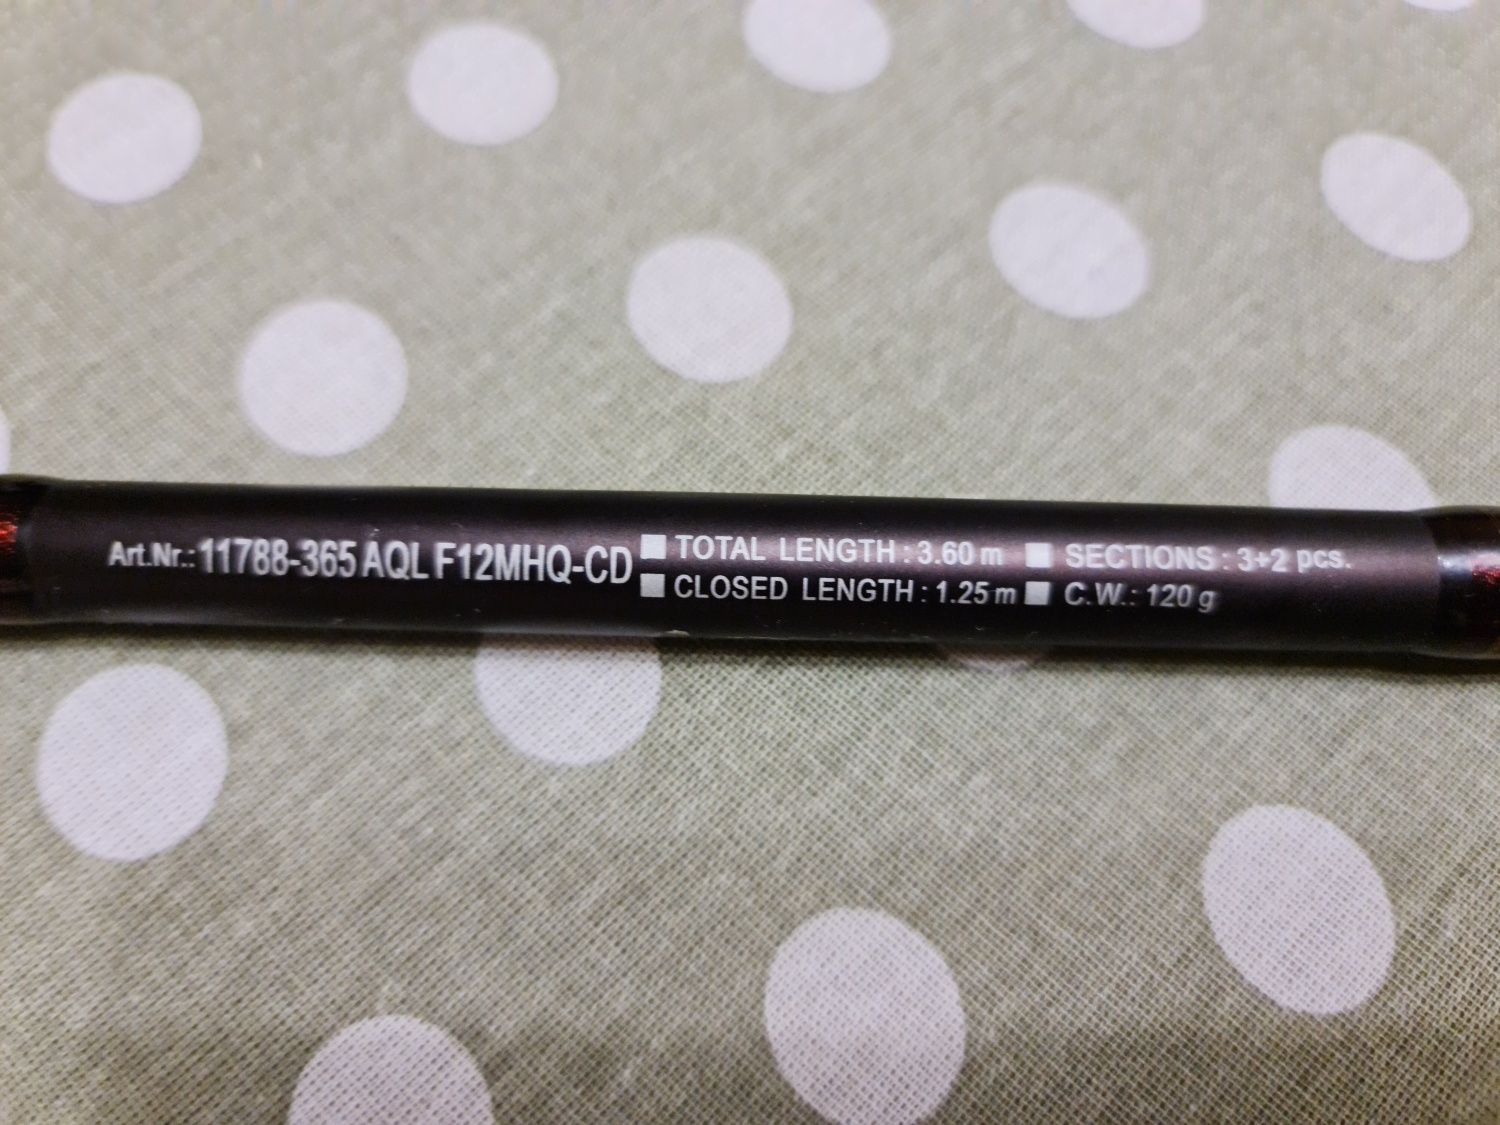 Art.Nr.: 11788-365 AQL F12MHQ-CD
■ TOTAL LENGTH : 3.60 m ■ SECTIONS : 3+2 pcs.
■ CLOSED LENGTH : 1.25 m ■ C.W.: 120 g